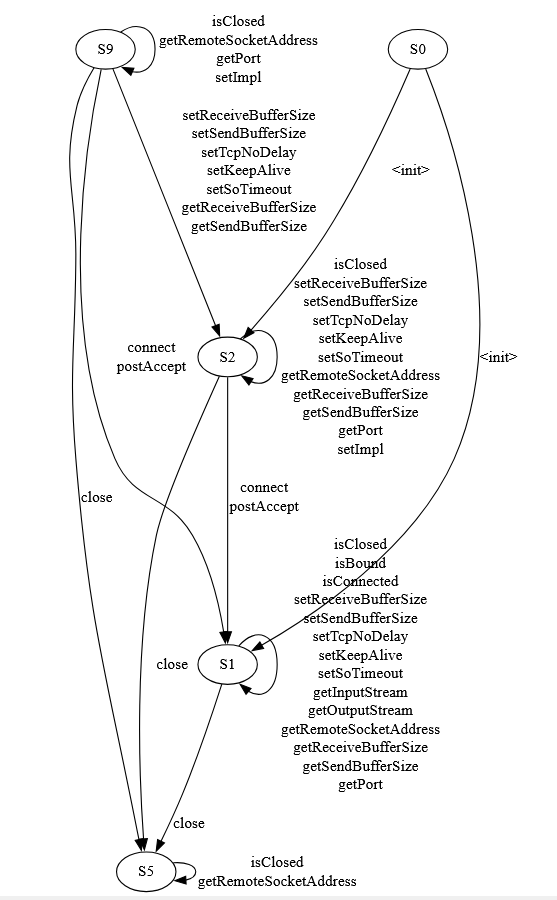 S9
isClosed
getRemoteSocketAddress
getPort
setImpl
S0
setReceiveBufferSize
setSendBufferSize
setTcpNoDelay
setKeepAlive
setSoTimeout
getReceiveBufferSize
getSendBufferSize
<init>
isClosed
setReceiveBufferSize
setSendBufferSize
setTcpNoDelay
setKeepAlive
setSoTimeout
getRemoteSocketAddress
getReceiveBufferSize
getSendBufferSize
getPort
setImpl
S2
connect
postAccept
<init>
close
connect
postAccept
isClosed
isBound
isConnected
setReceiveBufferSize
setSendBufferSize
setTcpNoDelay
setKeepAlive
setSoTimeout
getInputStream
getOutputStream
getRemoteSocketAddress
getReceiveBufferSize
getSendBufferSize
getPort
close
S1
close
S5
isClosed
getRemoteSocketAddress